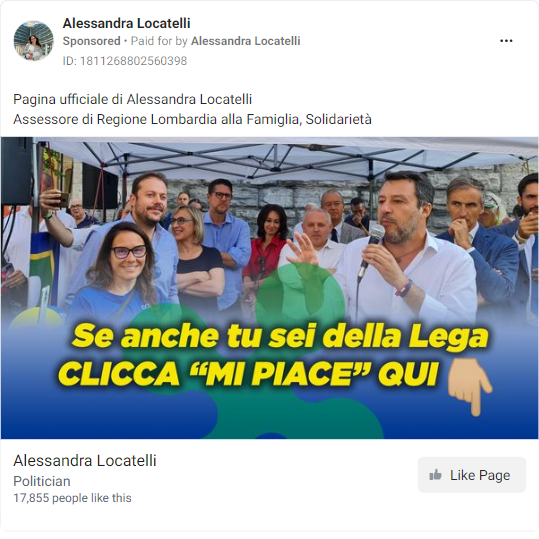 Alessandra Locatelli
Sponsored • Paid for by Alessandra Locatelli
ID: 1811268802560398
Pagina ufficiale di Alessandra Locatelli
Assessore di Regione Lombardia alla Famiglia, Solidarietà
Se anche tu sei della Lega
CLICCA “MI PIACE” QUI
Alessandra Locatelli
Politician
17,855 people like this
Like Page